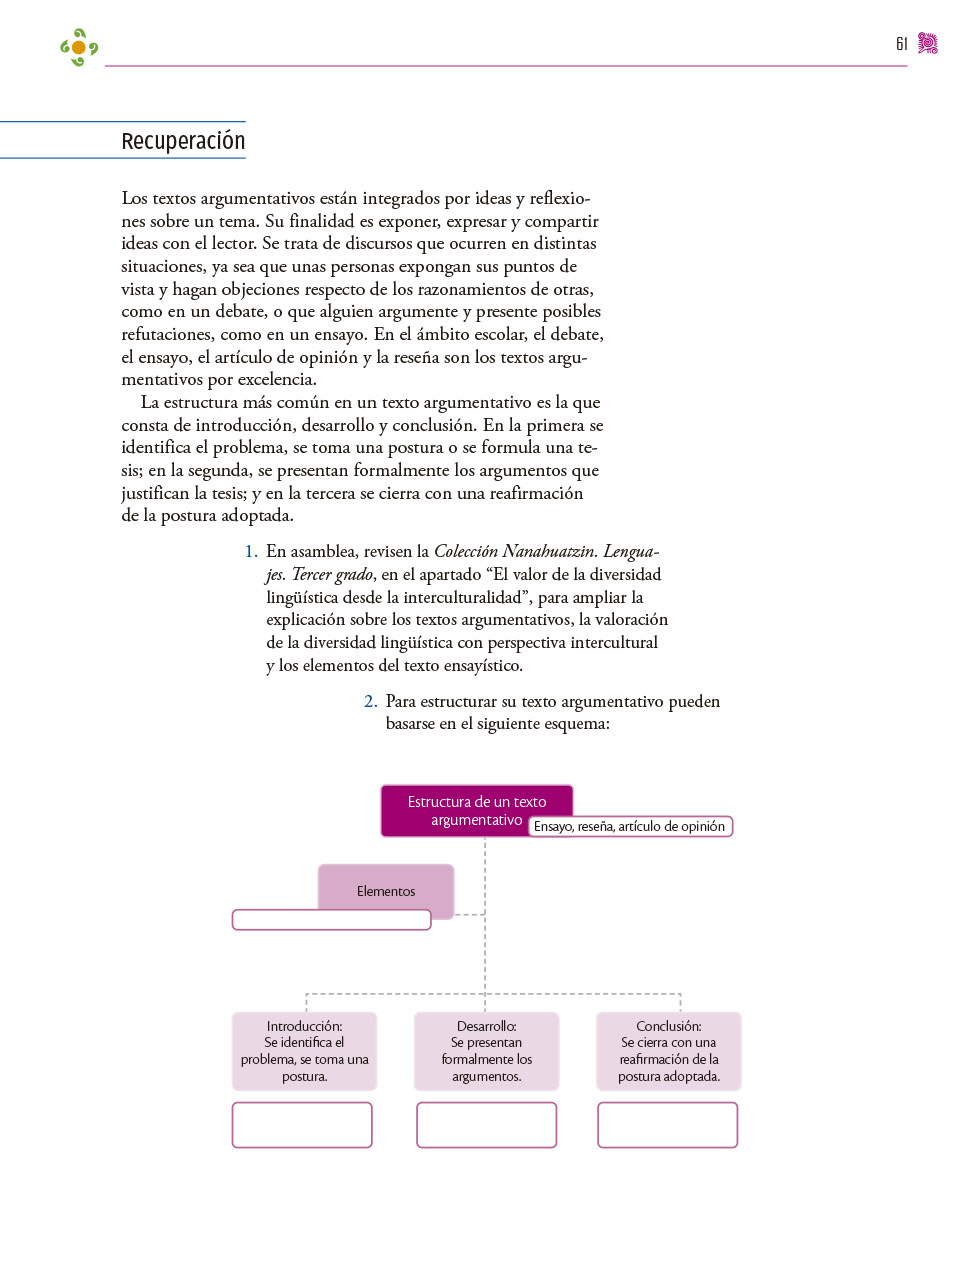 61
Recuperación
Los textos argumentativos están integrados por ideas y reflexio-
nes sobre un tema. Su finalidad es exponer, expresar y compartir
ideas con el lector. Se trata de discursos que ocurren en distintas
situaciones, ya sea que unas personas expongan sus puntos de
vista y hagan objeciones respecto de los razonamientos de otras,
como en un debate, o que alguien argumente y presente posibles
refutaciones, como en un ensayo. En el ámbito escolar, el debate,
el ensayo, el artículo de opinión y la reseña son los textos argu-
mentativos por excelencia.
La estructura más común en un texto argumentativo es la que
consta de introducción, desarrollo y conclusión. En la primera se
identifica el problema, se toma una postura o se formula una te-
sis; en la segunda, se presentan formalmente los argumentos que
justifican la tesis; y en la tercera se cierra con una reafirmación
de la postura adoptada.
1. En asamblea, revisen la Colección Nanahuatzin. Lengua-
jes. Tercer grado, en el apartado “El valor de la diversidad
lingüística desde la interculturalidad”, para ampliar la
explicación sobre los textos argumentativos, la valoración
de la diversidad lingüística con perspectiva intercultural
y los elementos del texto ensayístico.
2. Para estructurar su texto argumentativo pueden
basarse en el siguiente esquema:
Estructura de un texto
argumentativo
Ensayo, reseña, artículo de opinión
Elementos
Introducción:
Se identifica el
problema, se toma una
postura.
Desarrollo:
Se presentan
formalmente los
argumentos.
Conclusión:
Se cierra con una
reafirmación de la
postura adoptada.